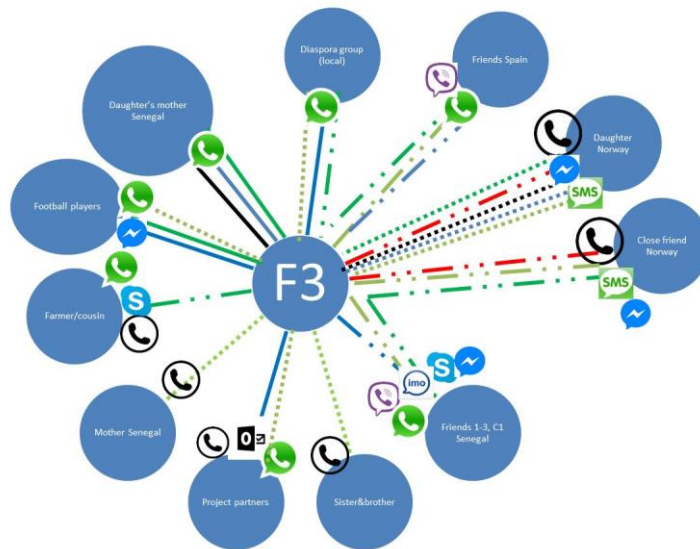 Diaspora group
(local)
Friends Spain
Daughter's mother
Senegal
Daughter
Norway
SMS
Football players
F3
Close friend
Norway
SMS
Farmer/cousin
S
S
imo
Mother Senegal
Friends 1-3, C1
Senegal
Project partners
Sister&brother